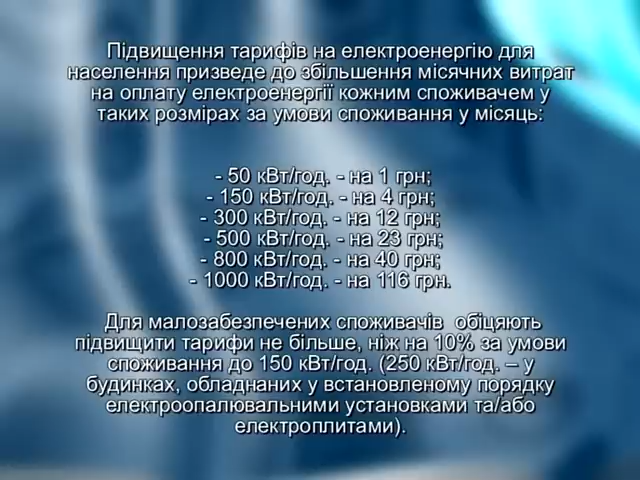 Підвищення тарифів на електроенергію для
населення призведе до збільшення місячних витрат
на оплату електроенергії кожним споживачем у
таких розмірах за умови споживання у місяць:
- 50 кВт/год. - на 1 грн;
- 150 кВт/год. - на 4 грн;
- 300 кВт/год. - на 12 грн;
- 500 кВт/год. - на 23 грн;
- 800 кВт/год. - на 40 грн;
- 1000 кВт/год. - на 116 грн.
Для малозабезпечених споживачів обіцяють
підвищити тарифи не більше, ніж на 10% за умови
споживання до 150 кВт/год. (250 кВт/год. – у
будинках, обладнаних у встановленому порядку
електроопалювальними установками та/або
електроплитами).